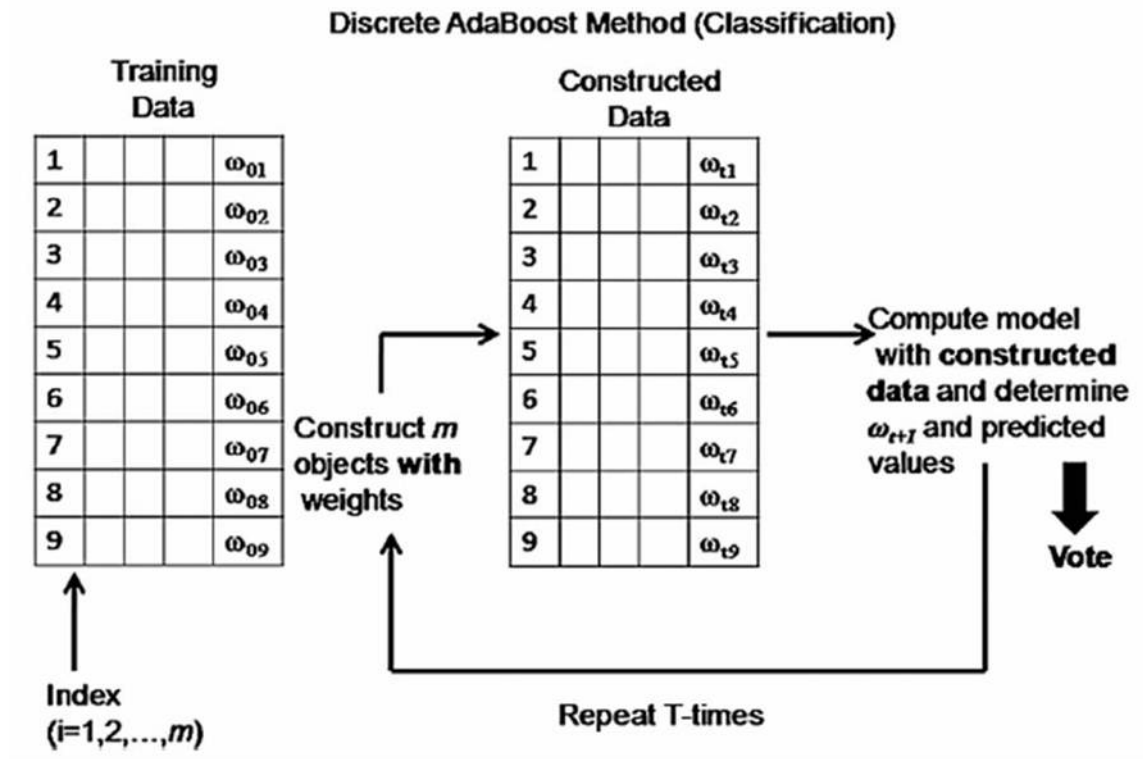 Discrete AdaBoost Method (Classification)
Training
Data
1 ω01
2 ω02
3 ω03
4 ω04
5 ω05
6 ω06
7 ω07
8 ω08
9 ω09
Index
(i=1,2,...,m)
Construct m
objects with
weights
Constructed
Data
1 ωt1
2 ωt2
3 ωt3
4 ωt4
5 ωt5
6 ωt6
7 ωt7
8 ωt8
9 ωt9
Compute model
with constructed
data and determine
ωt+1 and predicted
values
Vote
Repeat T-times